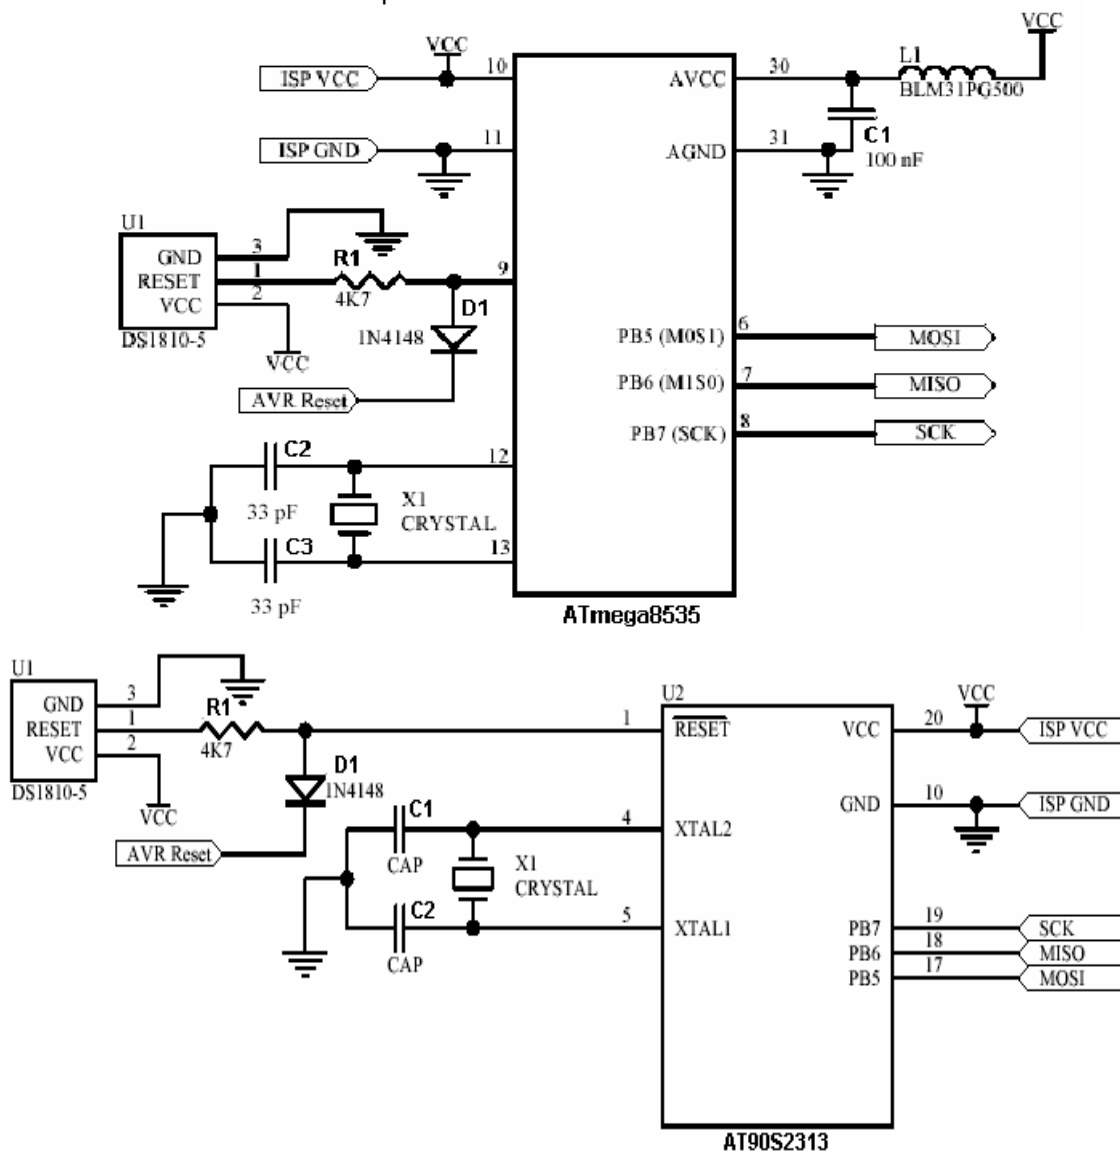 VCC
VCC
ISP VCC
10
AVCC
30
L1
BLM31PG500
ISP GND
11
AGND
31
C1
100 nF
U1
GND
3
RESET
1
VCC
2
DS1810-5
VCC
R1
4K7
9
D1
1N4148
AVR Reset
PB5 (M0S1)
6
MOSI
PB6 (M1S0)
7
MISO
PB7 (SCK)
8
SCK
C2
33 pF
12
X1
CRYSTAL
C3
33 pF
13
ATmega8535
U1
GND
3
RESET
1
VCC
2
DS1810-5
VCC
R1
4K7
D1
1N4148
AVR Reset
U2
1
RESET
VCC
20
VCC
ISP VCC
GND
10
ISP GND
C1
CAP
4
XTAL2
X1
CRYSTAL
C2
CAP
5
XTAL1
PB7
19
SCK
PB6
18
MISO
PB5
17
MOSI
AT90S2313